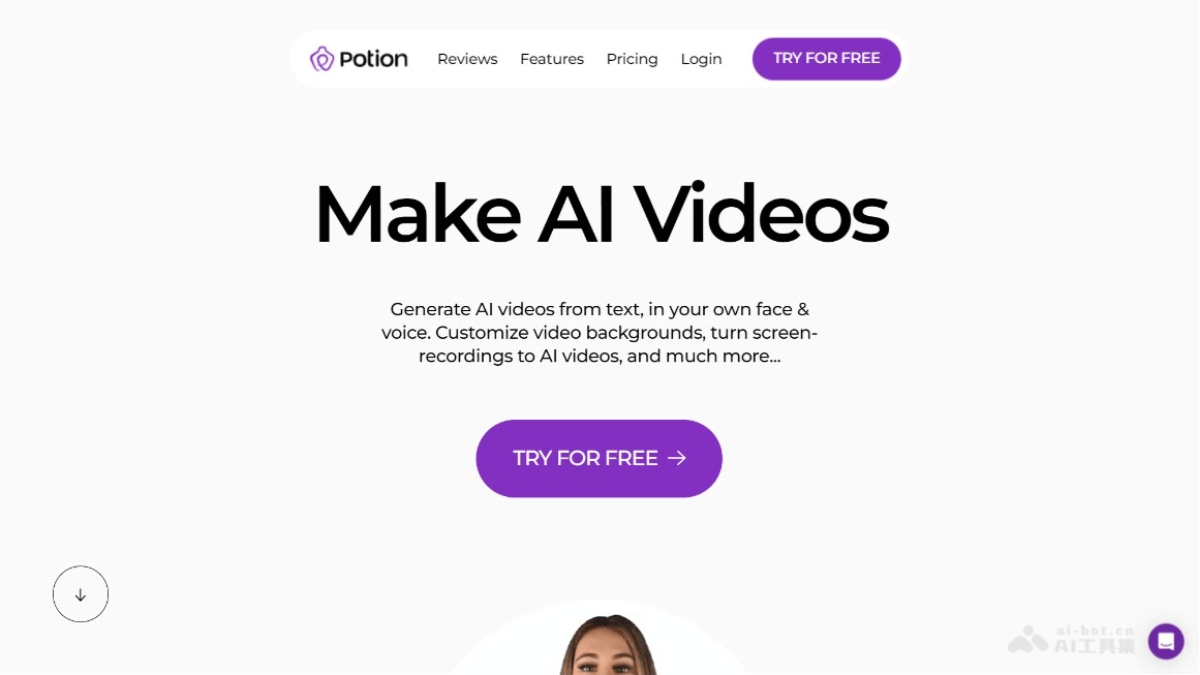 Potion
Reviews
Features
Pricing
Login
TRY FOR FREE
Make AI Videos
Generate AI videos from text, in your own face &
voice. Customize video backgrounds, turn screen-
recordings to AI videos, and much more...
TRY FOR FREE →
ai-bot.cn
AI工具集